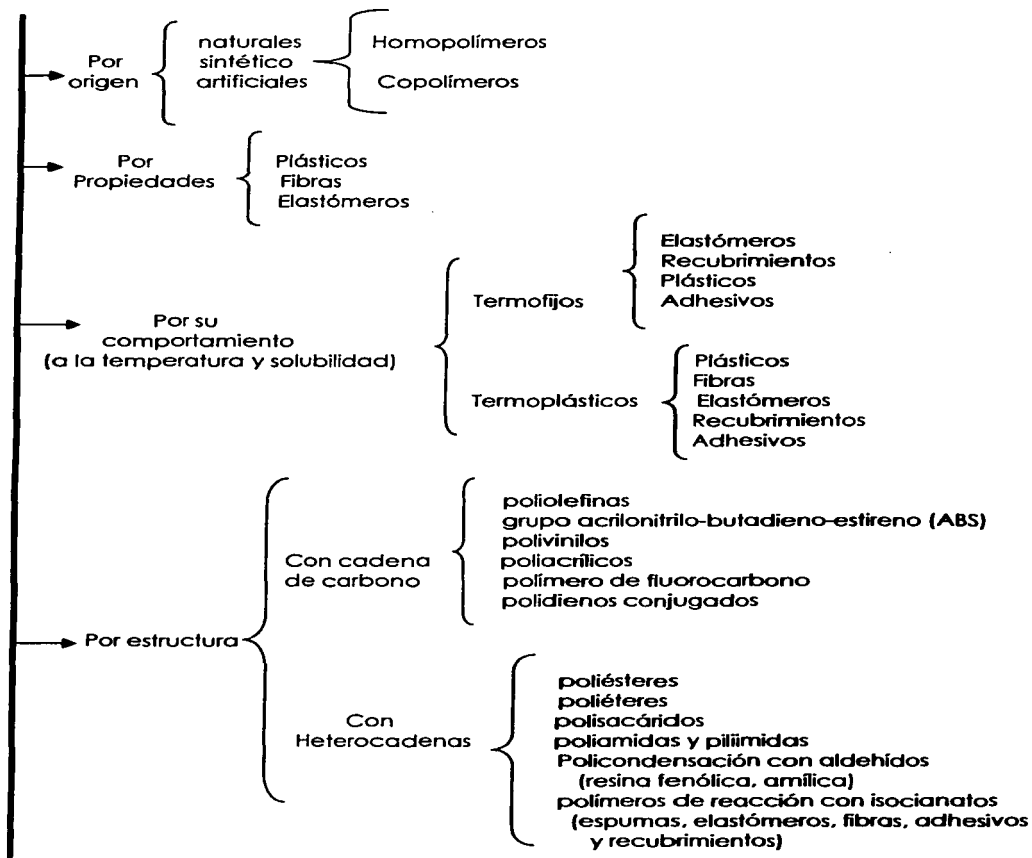 Por
origen
naturales
sintético
artificiales
Homopolímeros
Copolímeros
Por
Propiedades
Plásticos
Fibras
Elastómeros
Por su
comportamiento
(a la temperatura y solubilidad)
Termofijos
Elastómeros
Recubrimientos
Plásticos
Adhesivos
Termoplásticos
Plásticos
Fibras
Elastómeros
Recubrimientos
Adhesivos
Por estructura
Con cadena
de carbono
poliolefinas
grupo acrilonitrilo-butadieno-estireno (ABS)
polivinilos
poliacrílicos
polímero de fluorocarbono
polidienos conjugados
Con
Heterocadenas
poliésteres
poliéteres
polisacáridos
poliamidas y piliimidas
Policondensación con aldehídos
(resina fenólica, amílica)
polímeros de reacción con isocianatos
(espumas, elastómeros, fibras, adhesivos
y recubrimientos)